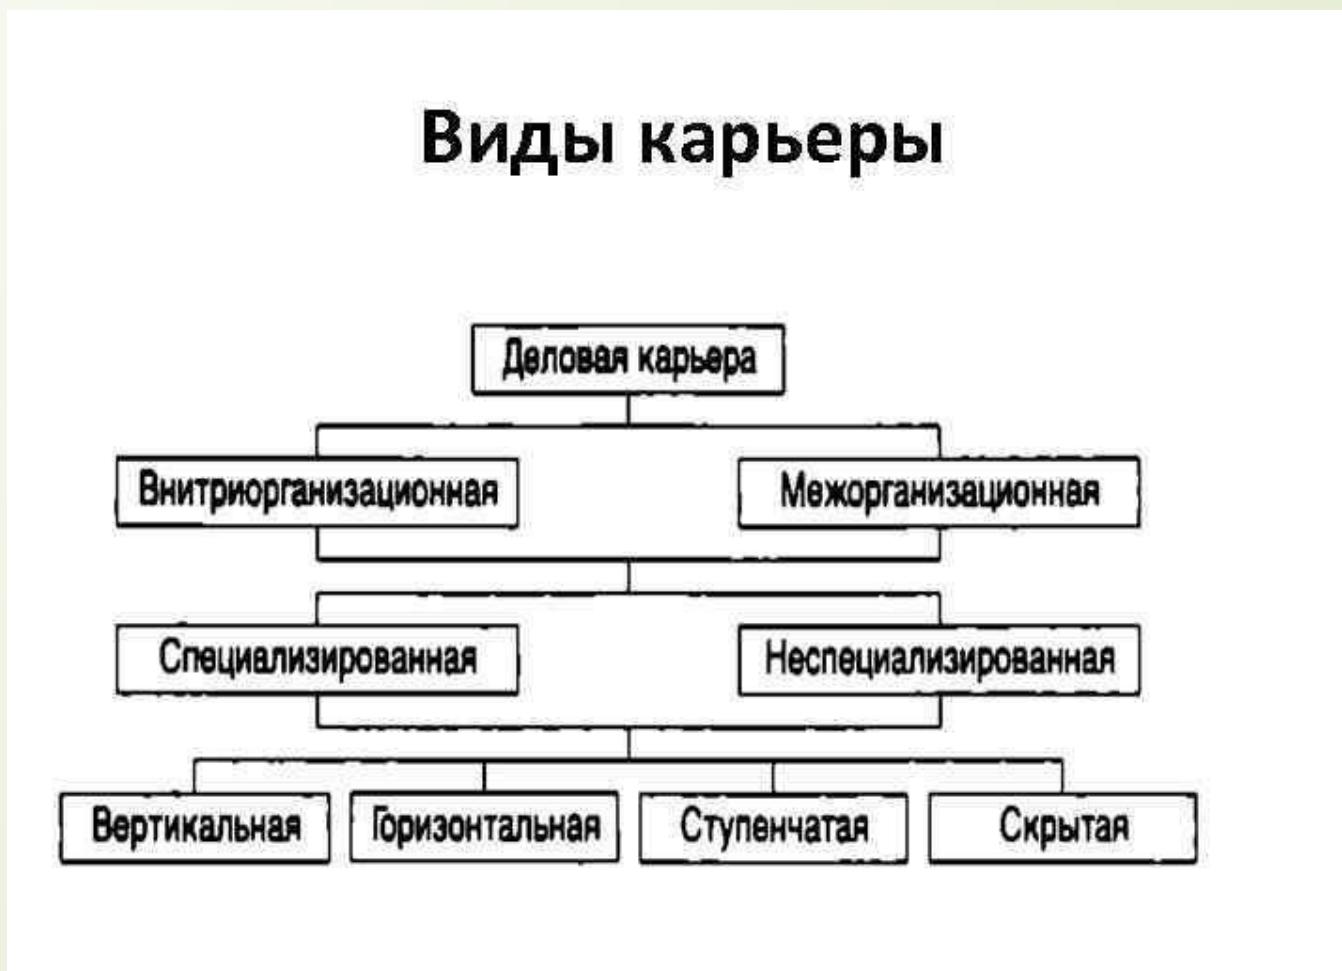 Виды карьеры
Деловая карьера
Внитриорганизационная
Межорганизационная
Специализированная
Неспециализированная
Вертикальная
Горизонтальная
Ступенчатая
Скрытая